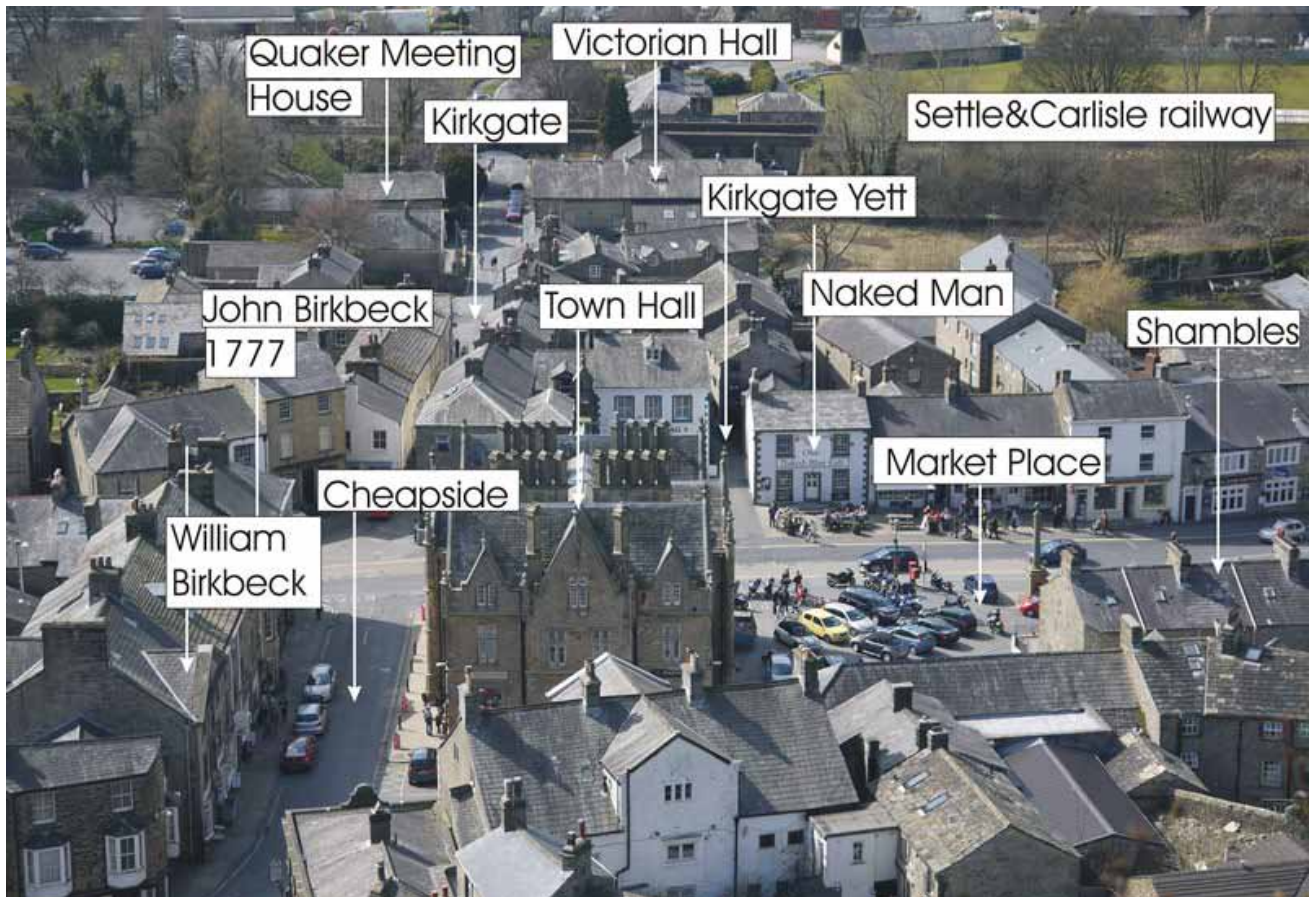 Quaker Meeting
House
Victorian Hall
Kirkgate
Settle&Carlisle railway
Kirkgate Yett
John Birkbeck
1777
Town Hall
Naked Man
Shambles
Cheapside
Market Place
William
Birkbeck